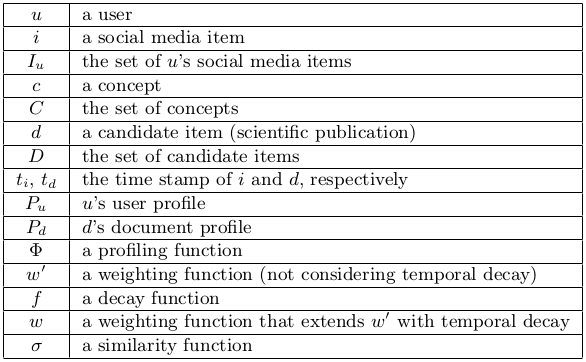 u a user
i a social media item
I_u the set of u's social media items
c a concept
C the set of concepts
d a candidate item (scientific publication)
D the set of candidate items
t_i, t_d the time stamp of i and d, respectively
P_u u's user profile
P_d d's document profile
Φ a profiling function
w′ a weighting function (not considering temporal decay)
f a decay function
w a weighting function that extends w′ with temporal decay
σ a similarity function